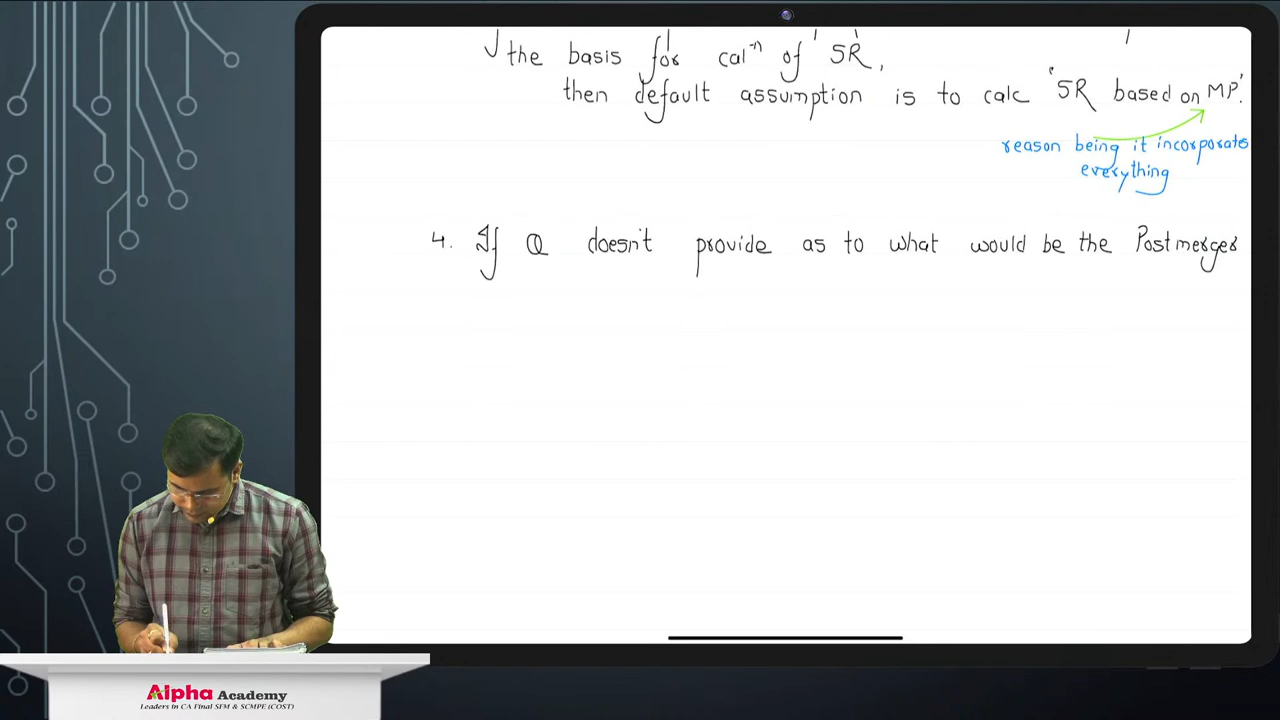 the basis for calⁿ of 'SR',
then default assumption is to calc 'SR based on MP'.
reason being it incorporates
everything
4. If Q doesn't provide as to what would be the Postmerger
Alpha Academy
Leaders in CA Final SFM & SCMPE (COST)